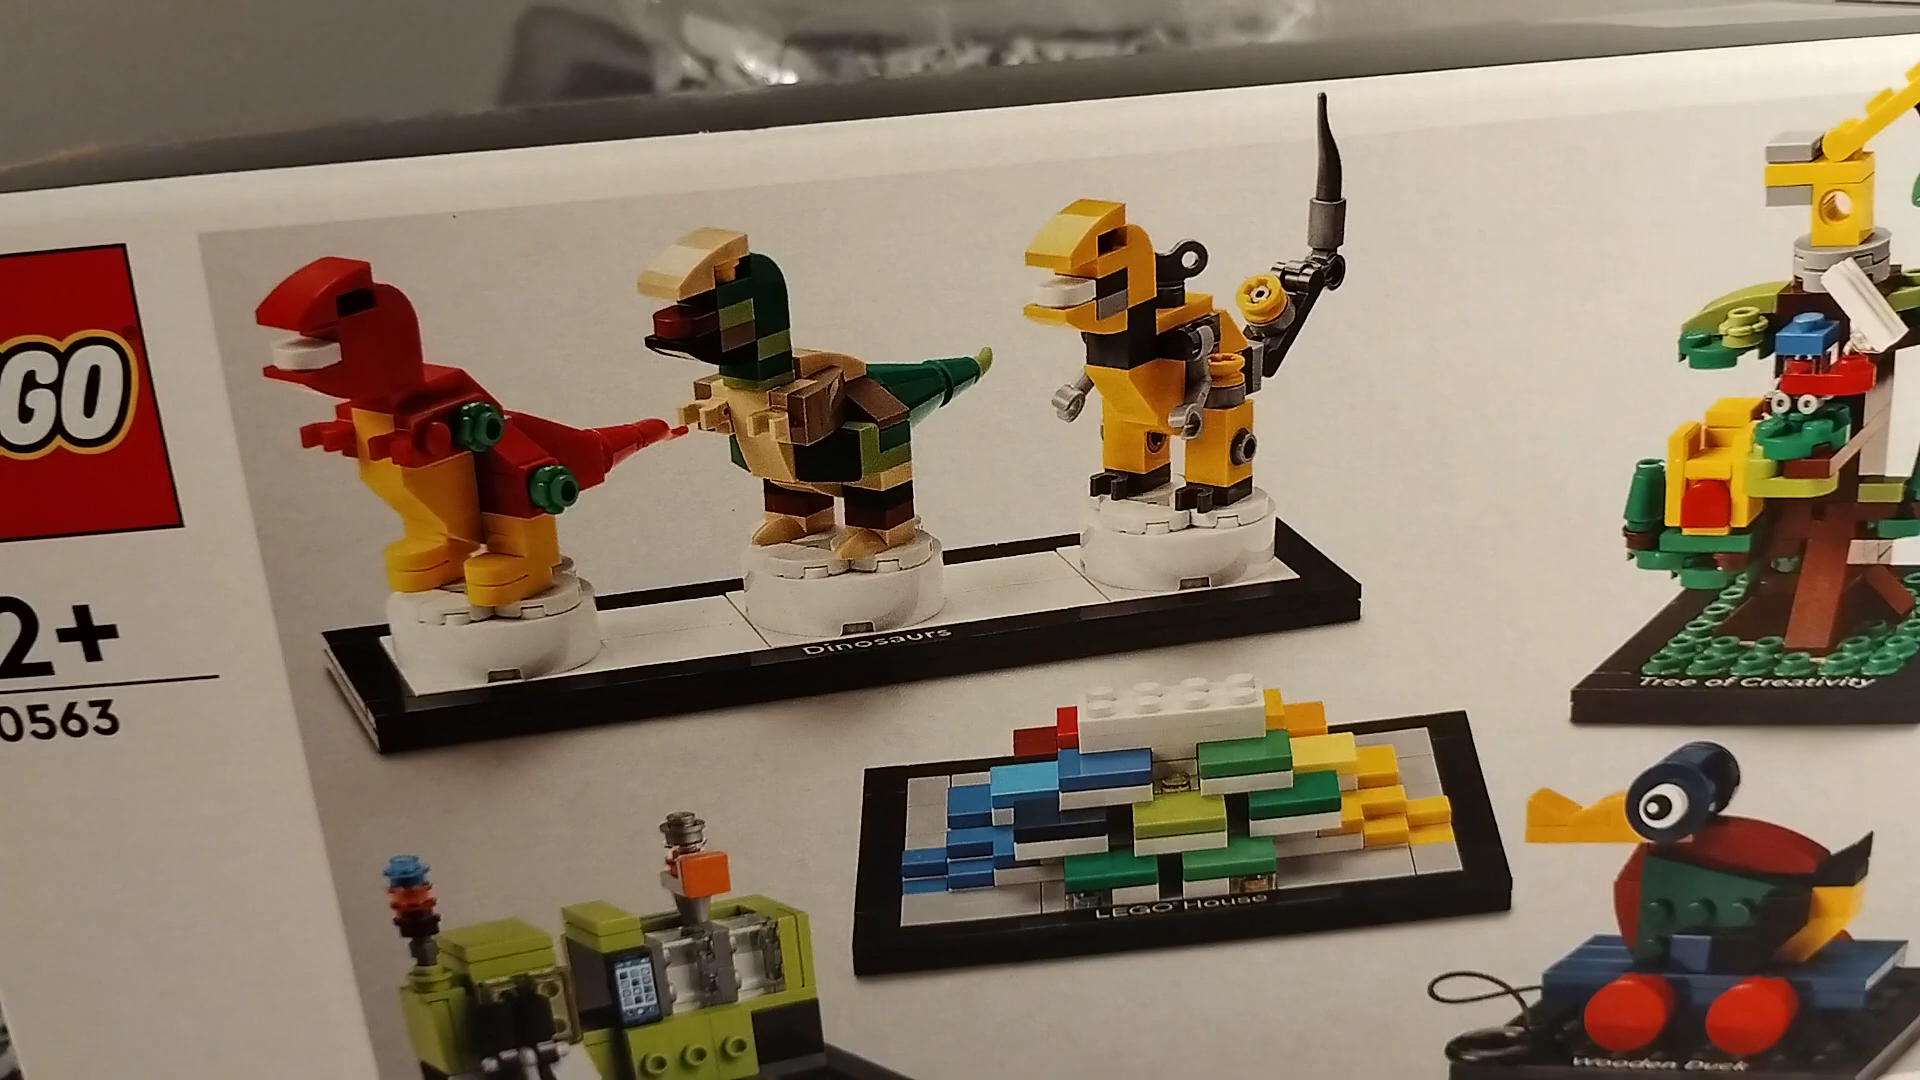 GO
2+
0563
Dinosaurs
Tree of Creativity
LEGO House
Wooden Duck